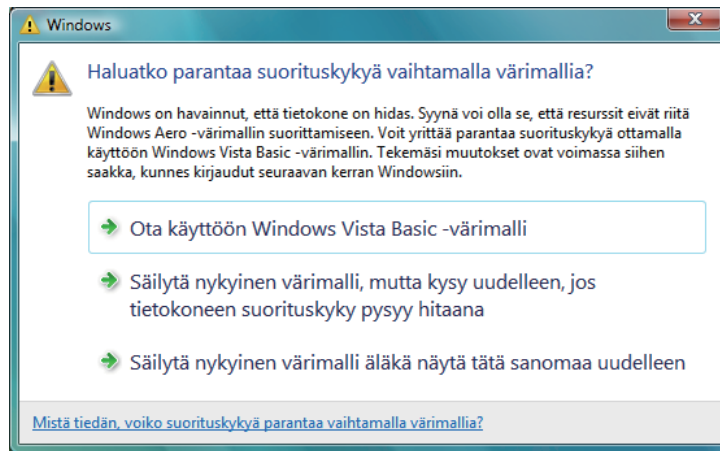 Windows
Haluatko parantaa suorituskykyä vaihtamalla värimallia?
Windows on havainnut, että tietokone on hidas. Syynä voi olla se, että resurssit eivät riitä
Windows Aero -värimallin suorittamiseen. Voit yrittää parantaa suorituskykyä ottamalla
käyttöön Windows Vista Basic -värimallin. Tekemäsi muutokset ovat voimassa siihen
saakka, kunnes kirjaudut seuraavan kerran Windowsiin.
Ota käyttöön Windows Vista Basic -värimalli
Säilytä nykyinen värimalli, mutta kysy uudelleen, jos
tietokoneen suorituskyky pysyy hitaana
Säilytä nykyinen värimalli äläkä näytä tätä sanomaa uudelleen
Mistä tiedän, voiko suorituskykyä parantaa vaihtamalla värimallia?